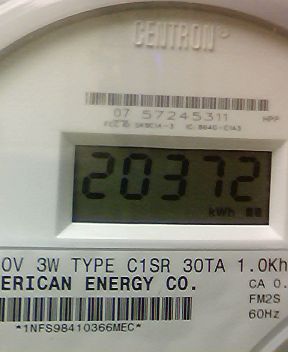 CENTRON®
07 57245311 HPP
20372
kWh
0V 3W TYPE C1SR 30TA 1.0Kh
ERICAN ENERGY CO. CA 0.
FM2S
60Hz
*1NFS98410366MEC*